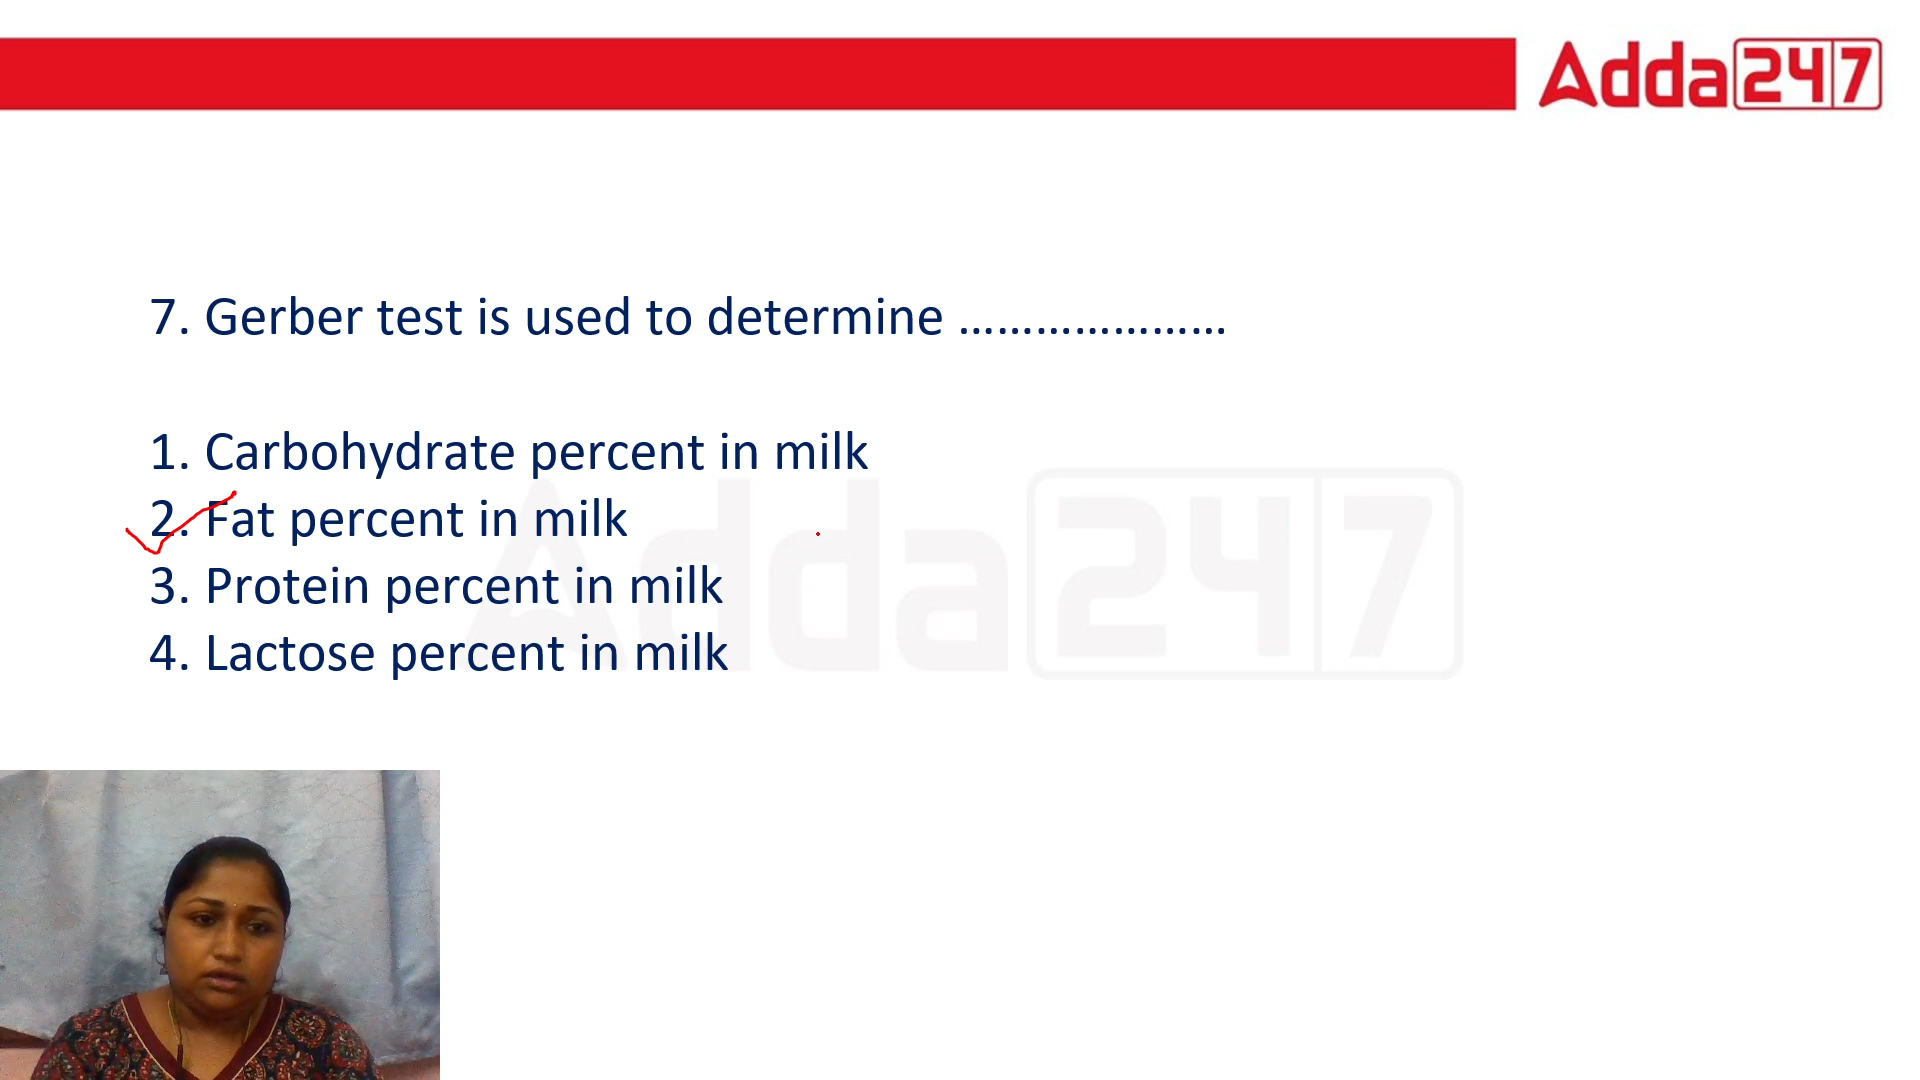 Adda247
7. Gerber test is used to determine .....................
1. Carbohydrate percent in milk
2. Fat percent in milk
3. Protein percent in milk
4. Lactose percent in milk
Adda247